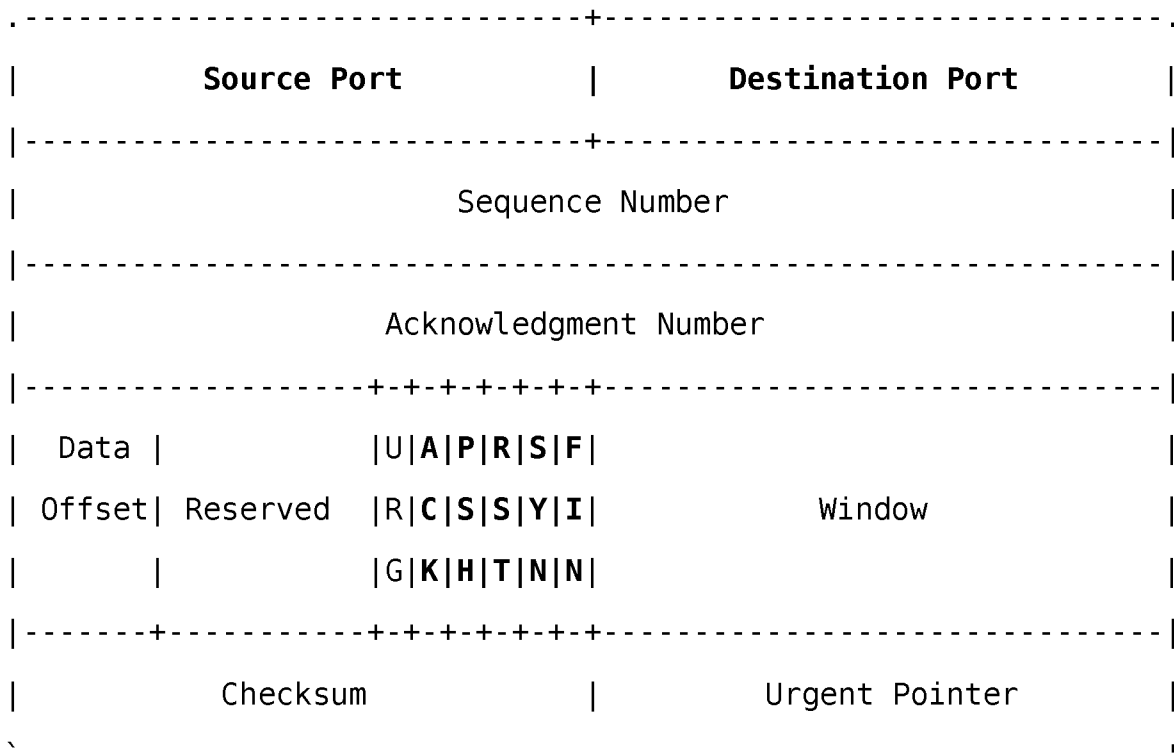 .-------------------------------+-------------------------------.
|          Source Port          |       Destination Port        |
|-------------------------------+-------------------------------|
|                        Sequence Number                        |
|---------------------------------------------------------------|
|                    Acknowledgment Number                      |
|-------------------+-+-+-+-+-+-+-------------------------------|
|  Data |           |U|A|P|R|S|F|                               |
| Offset| Reserved  |R|C|S|S|Y|I|            Window             |
|       |           |G|K|H|T|N|N|                               |
|-------+-----------+-+-+-+-+-+-+-------------------------------|
|           Checksum            |         Urgent Pointer        |
`---------------------------------------------------------------'